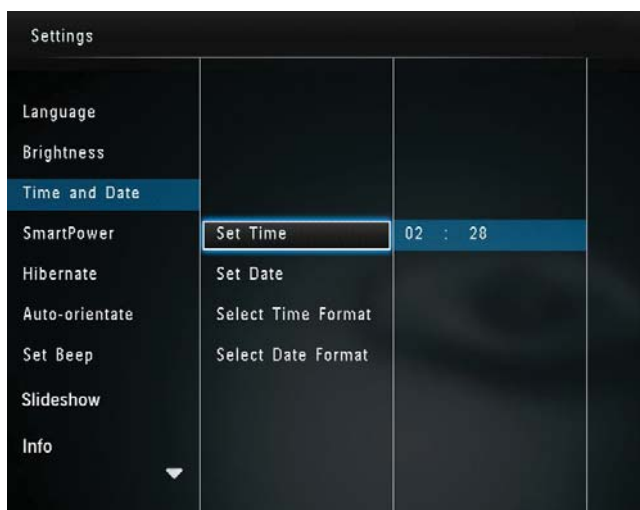 Settings
Language
Brightness
Time and Date
SmartPower
Set Time
02 : 28
Hibernate
Set Date
Auto-orientate
Select Time Format
Set Beep
Select Date Format
Slideshow
Info